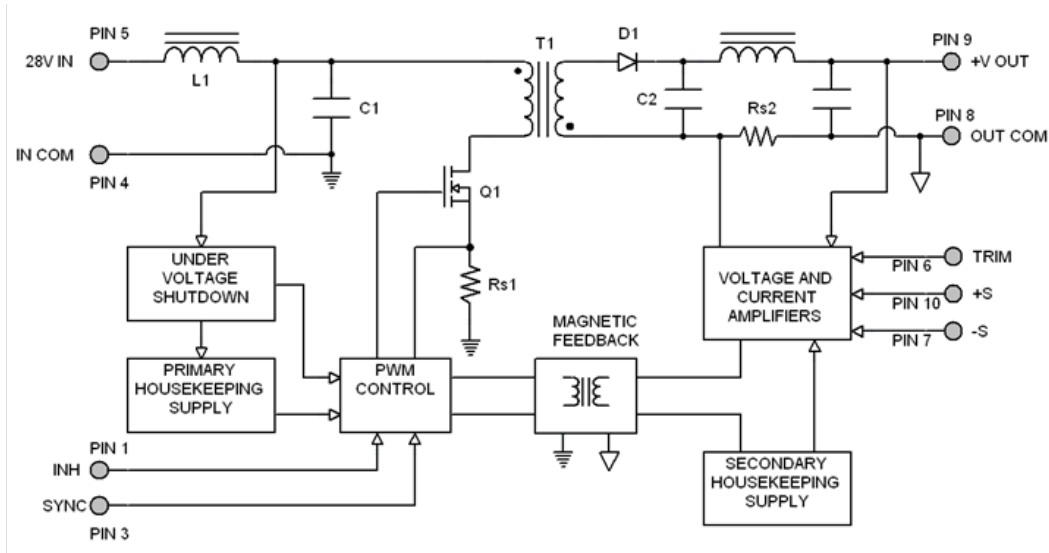 PIN 5
28V IN
L1
C1
IN COM
PIN 4
T1
D1
C2
Rs2
PIN 9
+V OUT
PIN 8
OUT COM
Q1
Rs1
UNDER
VOLTAGE
SHUTDOWN
PRIMARY
HOUSEKEEPING
SUPPLY
PWM
CONTROL
MAGNETIC
FEEDBACK
VOLTAGE AND
CURRENT
AMPLIFIERS
TRIM
PIN 6
+S
PIN 10
-S
PIN 7
SECONDARY
HOUSEKEEPING
SUPPLY
PIN 1
INH
SYNC
PIN 3